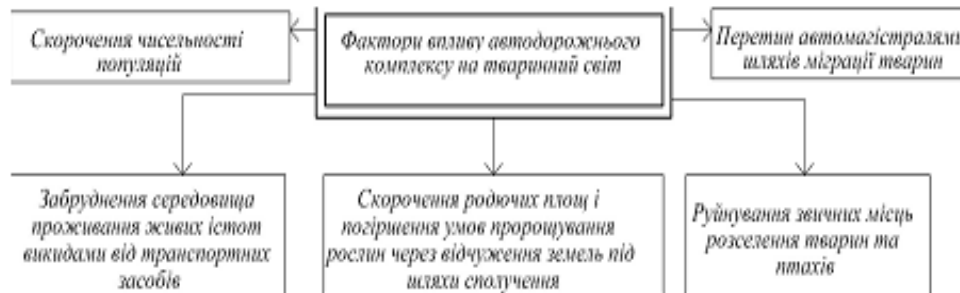 Скорочення чисельності
популяцій
Фактори впливу автодорожнього
комплексу на тваринний світ
Перетин автомагістралями
шляхів міграції тварин
Забруднення середовища
проживання живих істот
викидами від транспортних
засобів
Скорочення родючих площ і
погіршення умов пророщування
рослин через відчуження земель під
шляхи сполучення
Руйнування звичних місць
розселення тварин та
птахів